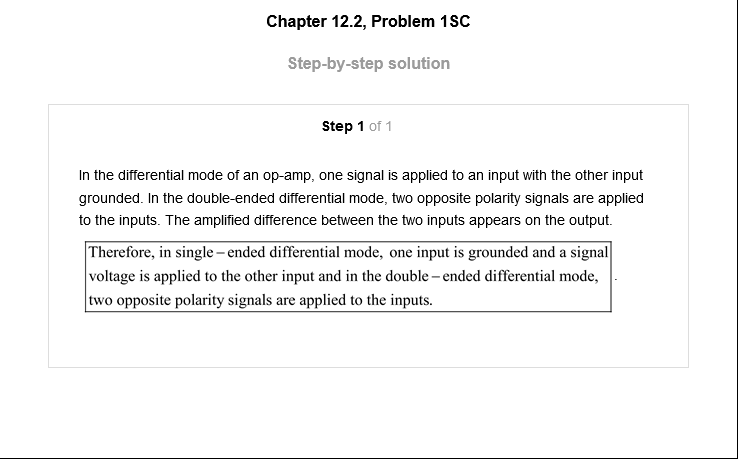 Chapter 12.2, Problem 1SC
Step-by-step solution
Step 1 of 1
In the differential mode of an op-amp, one signal is applied to an input with the other input
grounded. In the double-ended differential mode, two opposite polarity signals are applied
to the inputs. The amplified difference between the two inputs appears on the output.
Therefore, in single – ended differential mode, one input is grounded and a signal
voltage is applied to the other input and in the double – ended differential mode,
two opposite polarity signals are applied to the inputs.
.